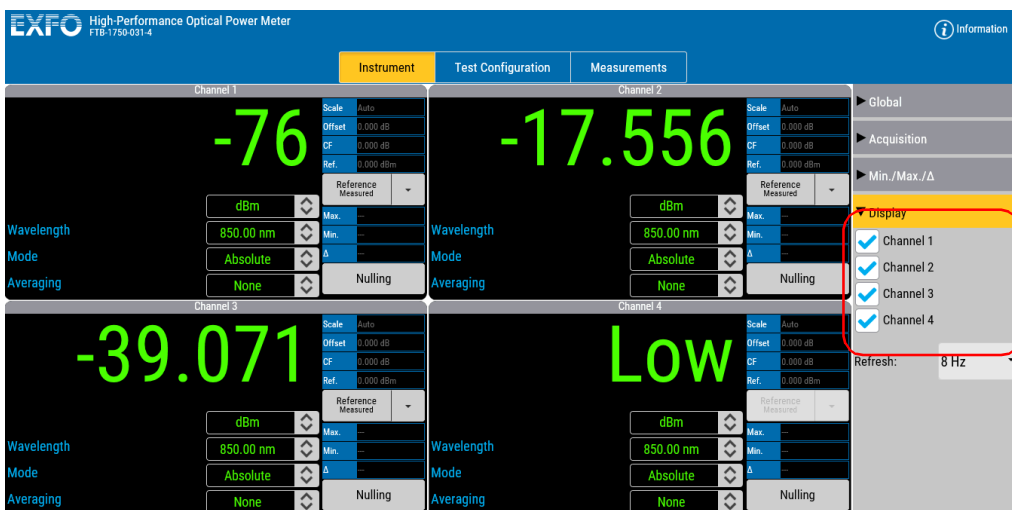 EXFO High-Performance Optical Power Meter
FTB-1750-031-4
Information
Instrument
Test Configuration
Measurements
Channel 1
-76
Scale Auto
Offset 0.000 dB
CF 0.000 dB
Ref. 0.000 dBm
Reference
Measured
dBm
Wavelength 850.00 nm
Mode Absolute
Averaging None
Max. --
Min. --
Δ --
Nulling
Channel 2
-17.556
Scale Auto
Offset 0.000 dB
CF 0.000 dB
Ref. 0.000 dBm
Reference
Measured
dBm
Wavelength 850.00 nm
Mode Absolute
Averaging None
Max. --
Min. --
Δ --
Nulling
Channel 3
-39.071
Scale Auto
Offset 0.000 dB
CF 0.000 dB
Ref. 0.000 dBm
Reference
Measured
dBm
Wavelength 850.00 nm
Mode Absolute
Averaging None
Max. --
Min. --
Δ --
Nulling
Channel 4
Low
Scale Auto
Offset 0.000 dB
CF 0.000 dB
Ref. 0.000 dBm
Reference
Measured
dBm
Wavelength 850.00 nm
Mode Absolute
Averaging None
Max. --
Min. --
Δ --
Nulling
Global
Acquisition
Min./Max./Δ
Display
Channel 1
Channel 2
Channel 3
Channel 4
Refresh: 8 Hz